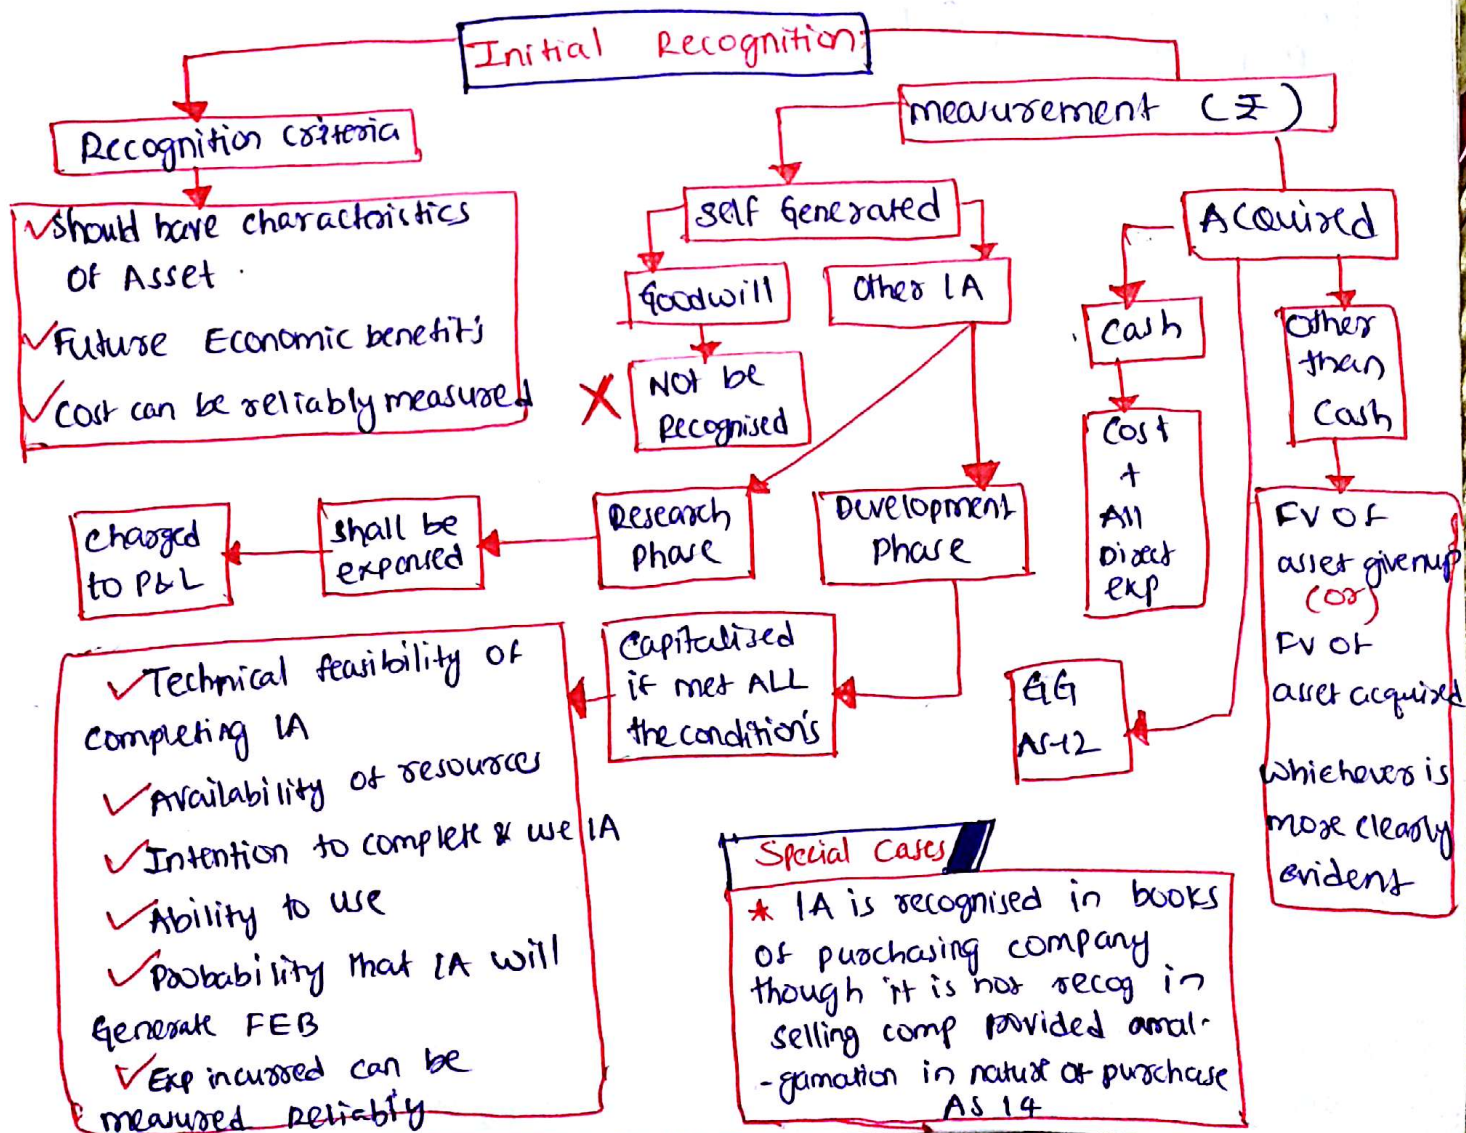 Initial Recognition
Recognition criteria
✓ should have characteristics
of Asset.
✓ Future Economic benefits
✓ cost can be reliably measured
measurement (₹)
self Generated
Goodwill
Not be
Recognised
Other IA
Research
Phase
shall be
expensed
charged
to P&L
Development
Phase
Capitalised
if met ALL
the condition's
✓ Technical feasibility of
completing IA
✓ Availability of resources
✓ Intention to complete & use IA
✓ Ability to use
✓ Probability that IA will
Generate FEB
✓ Exp incurred can be
measured Reliably
Acquired
Cash
Cost
+
All
Direct
exp
GG
AS-12
Other
than
Cash
FV OF
asset givenup
(or)
FV OF
asset acquired
whichever is
more clearly
evident
Special Cases
* IA is recognised in books
of purchasing company
though it is not recog in
selling comp provided amal-
-gamation in nature of purchase
AS 14